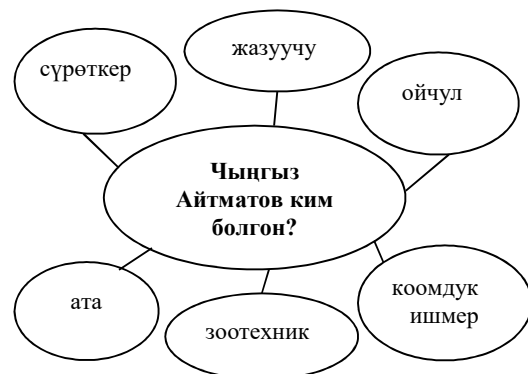 жазуучу
сүрөткер
ойчул
Чыңгыз
Айтматов ким
болгон?
ата
зоотехник
коомдук
ишмер